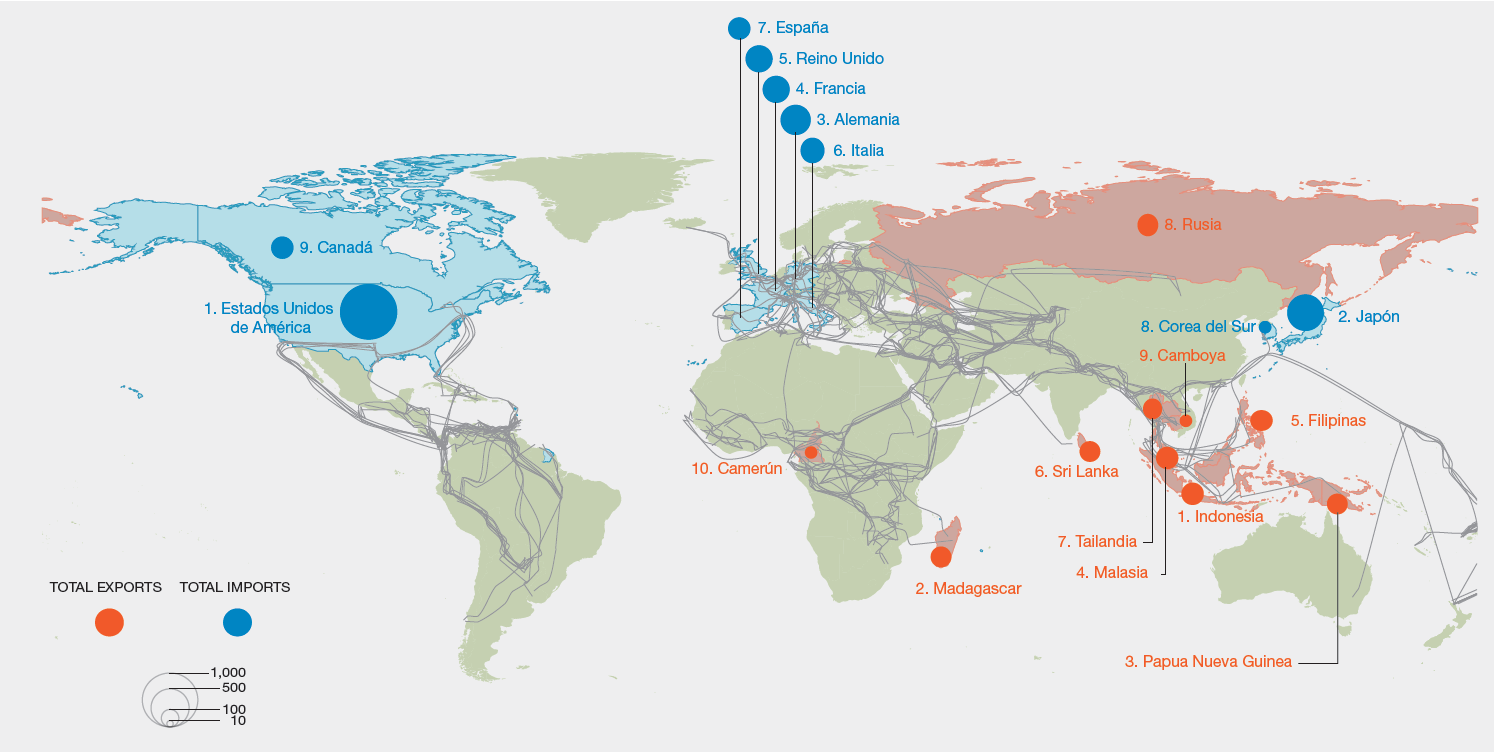 7. España
5. Reino Unido
4. Francia
3. Alemania
6. Italia
8. Rusia
9. Canadá
1. Estados Unidos
de América
2. Japón
8. Corea del Sur
9. Camboya
5. Filipinas
10. Camerún
6. Sri Lanka
1. Indonesia
7. Tailandia
4. Malasia
2. Madagascar
3. Papua Nueva Guinea
TOTAL EXPORTS
TOTAL IMPORTS
1,000
500
100
10